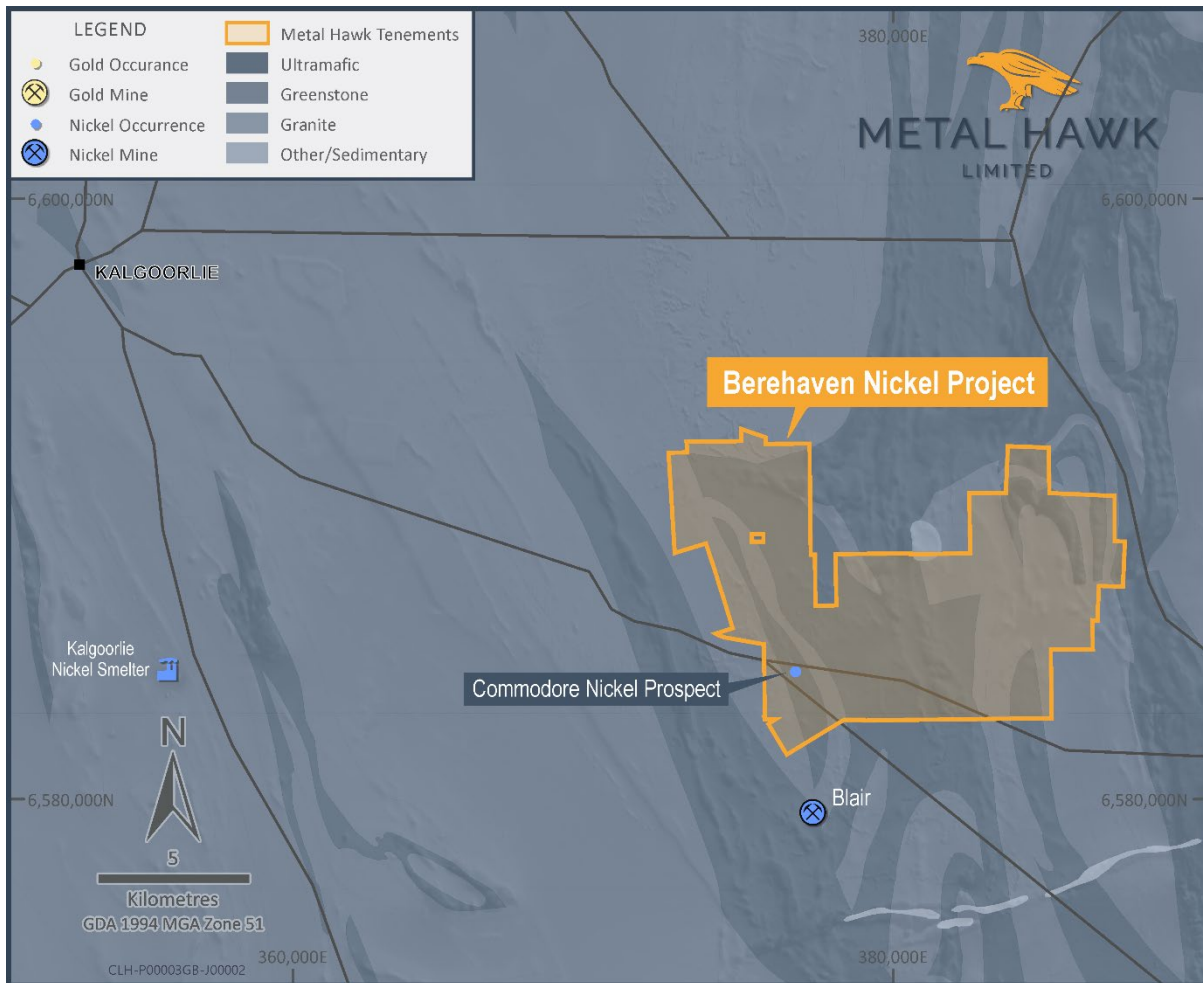 LEGEND
Gold Occurance
Gold Mine
Nickel Occurrence
Nickel Mine
Metal Hawk Tenements
Ultramafic
Greenstone
Granite
Other/Sedimentary
380,000E
METAL HAWK
LIMITED
6,600,000N
6,600,000N
KALGOORLIE
Berehaven Nickel Project
Kalgoorlie
Nickel Smelter
Commodore Nickel Prospect
N
6,580,000N
Blair
6,580,000N
5
Kilometres
GDA 1994 MGA Zone 51
360,000E
380,000E
CLH-P00003GB-J00002